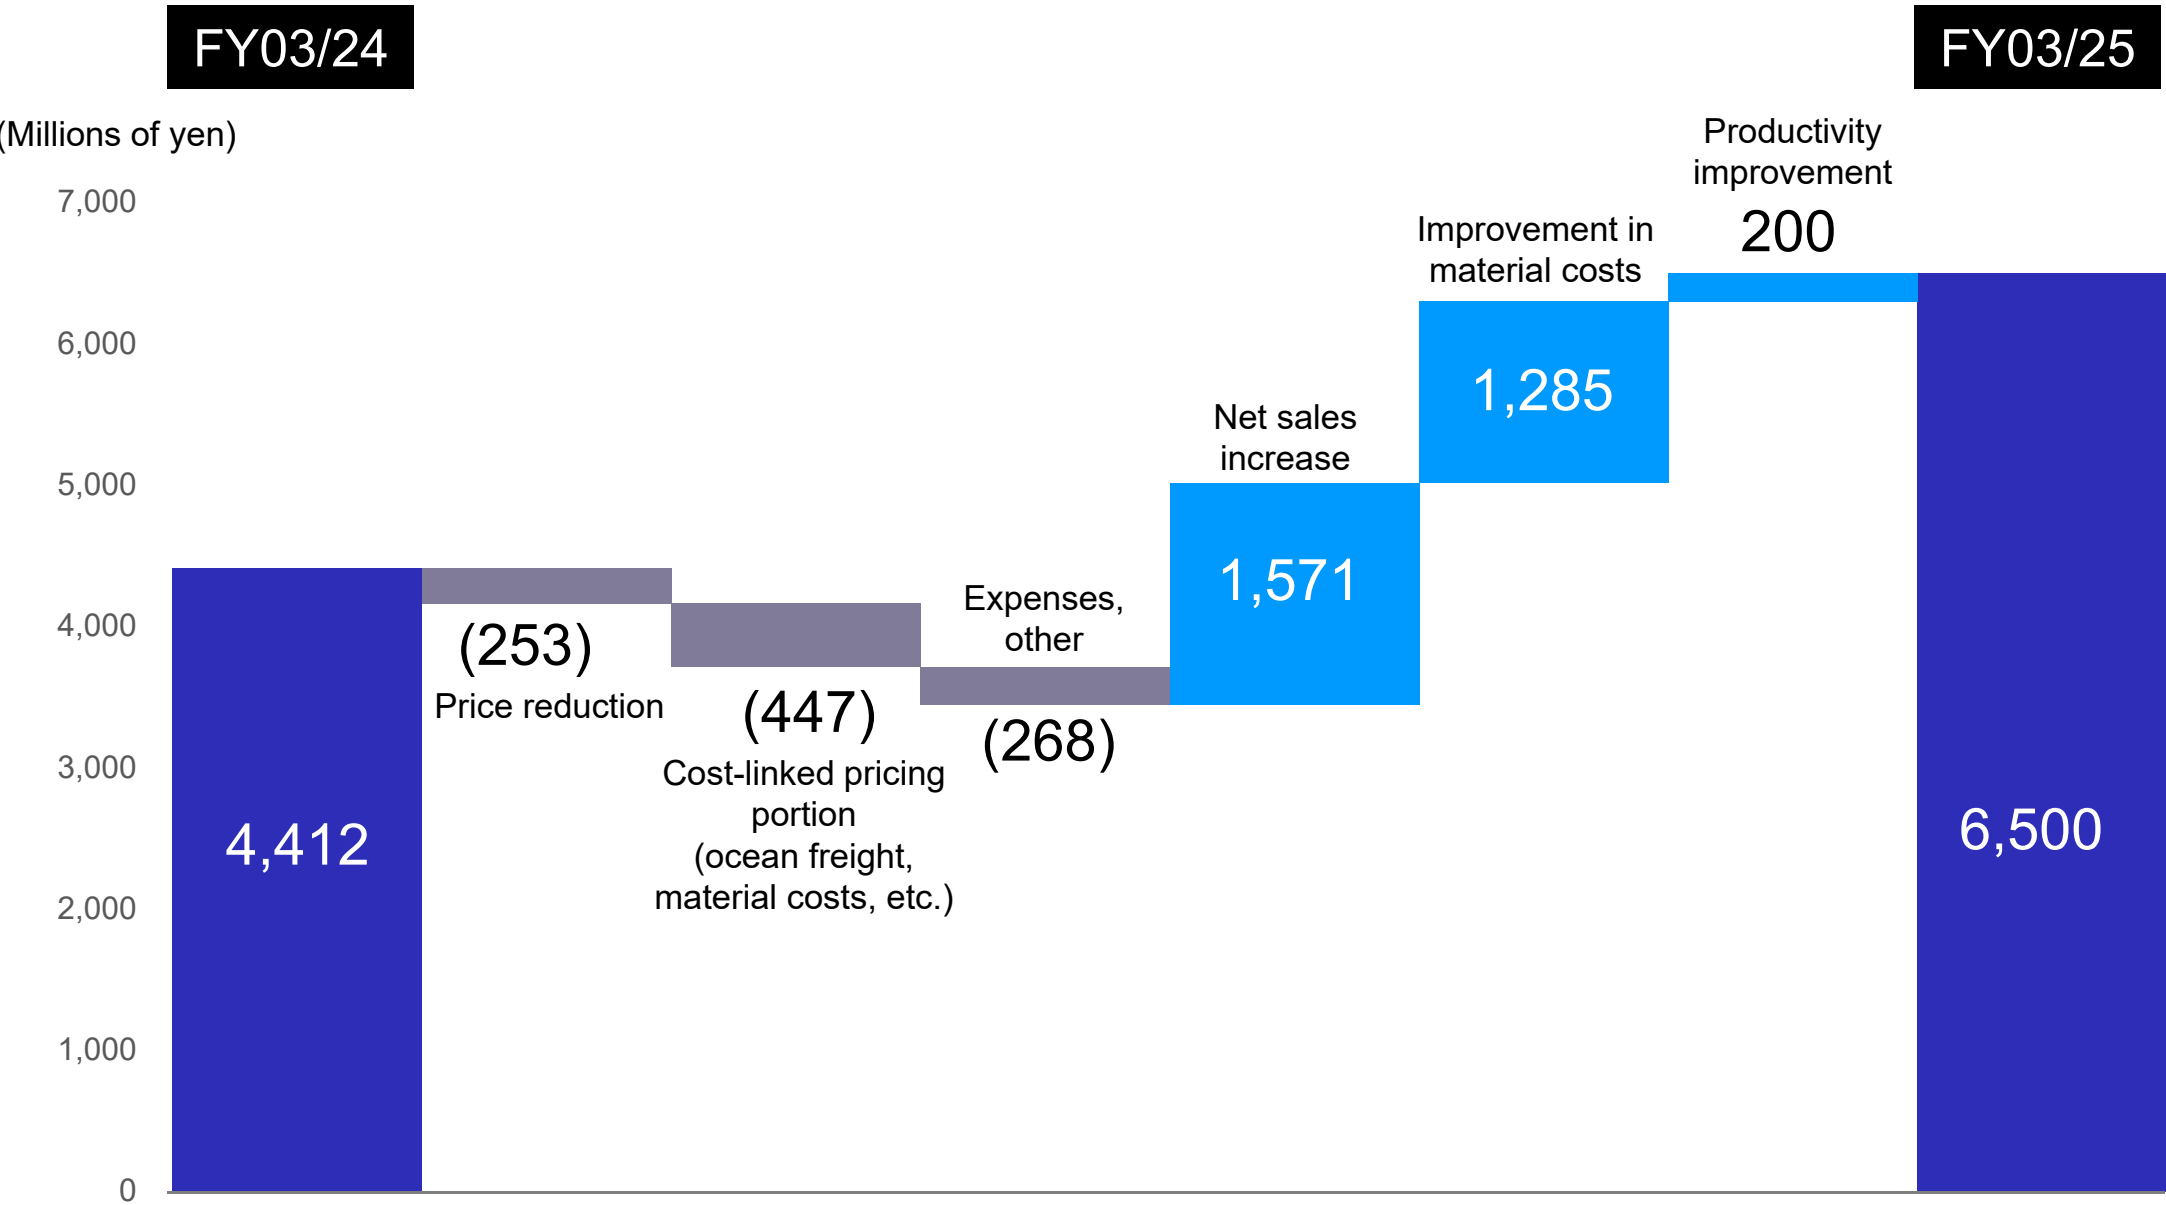 FY03/24
FY03/25
(Millions of yen)
7,000
6,000
5,000
4,000
3,000
2,000
1,000
0
4,412
(253)
Price reduction
(447)
Cost-linked pricing
portion
(ocean freight,
material costs, etc.)
Expenses,
other
(268)
Net sales
increase
1,571
Improvement in
material costs
1,285
Productivity
improvement
200
6,500